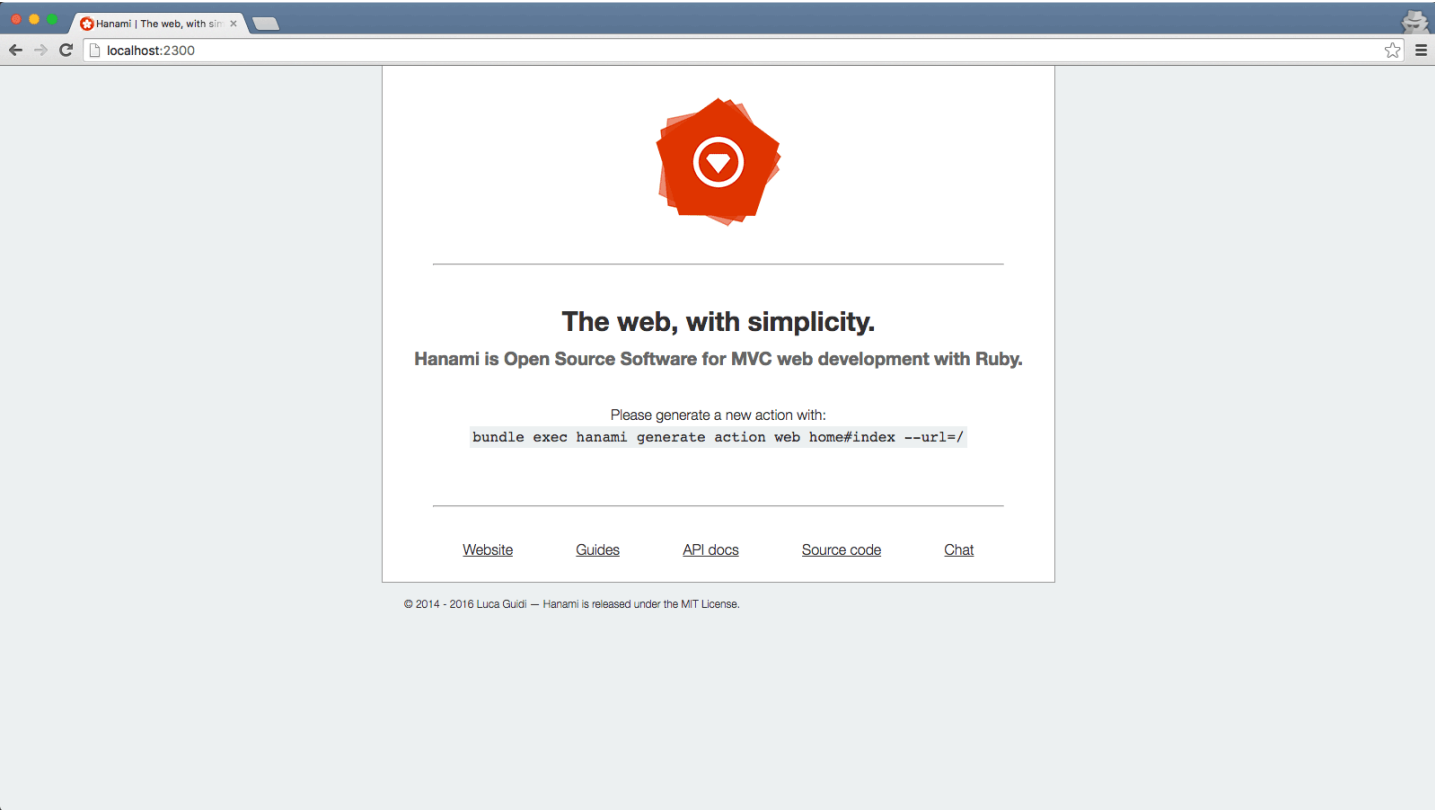 Hanami | The web, with sim
localhost:2300
The web, with simplicity.
Hanami is Open Source Software for MVC web development with Ruby.
Please generate a new action with:
bundle exec hanami generate action web home#index --url=/
Website Guides API docs Source code Chat
© 2014 - 2016 Luca Guidi — Hanami is released under the MIT License.